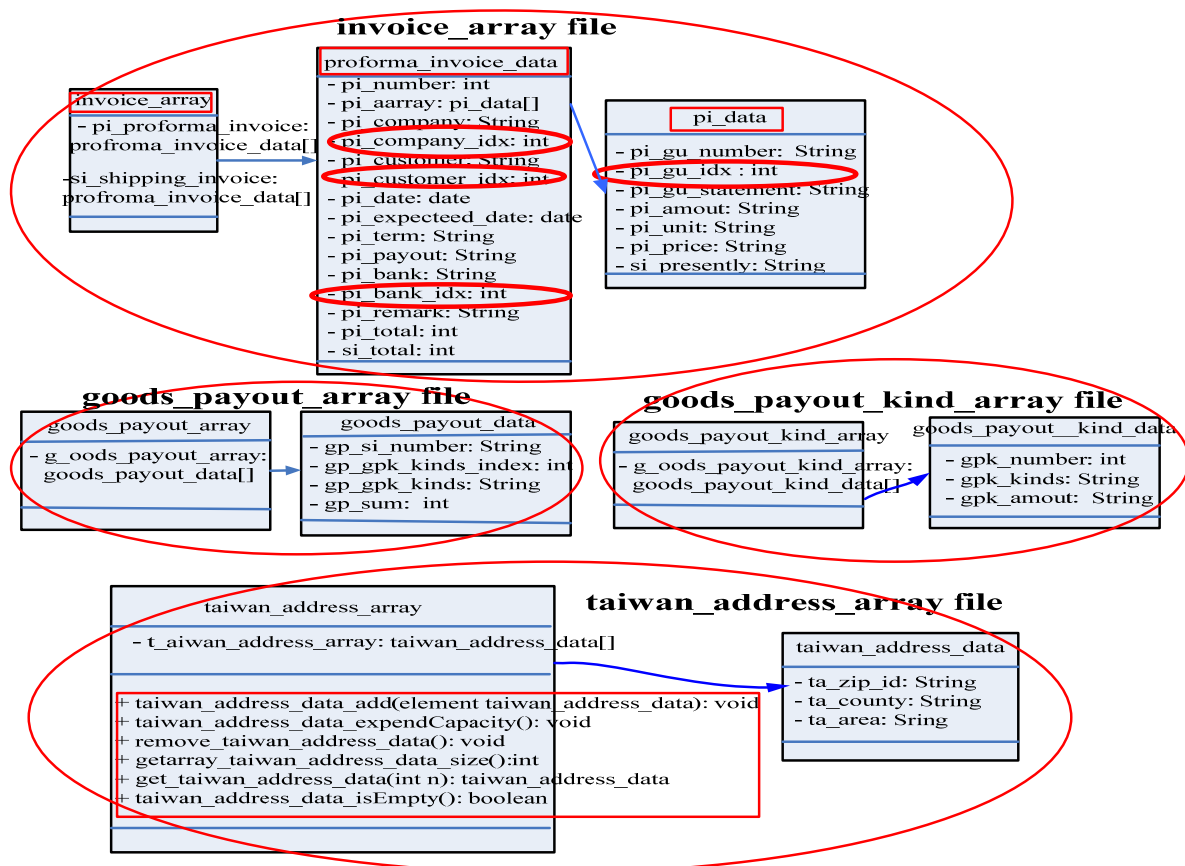 invoice_array file
invoice_array
- pi_proforma_invoice:
profroma_invoice_data[]
-si_shipping_invoice:
profroma_invoice_data[]
proforma_invoice_data
- pi_number: int
- pi_aarray: pi_data[]
- pi_company: String
- pi_company_idx: int
- pi_customer: String
- pi_customer_idx: int
- pi_date: date
- pi_expecteed_date: date
- pi_term: String
- pi_payout: String
- pi_bank: String
- pi_bank_idx: int
- pi_remark: String
- pi_total: int
- si_total: int
pi_data
- pi_gu_number: String
- pi_gu_idx : int
- pi_gu_statement: String
- pi_amout: String
- pi_unit: String
- pi_price: String
- si_presently: String
goods_payout_array file
goods_payout_array
- g_oods_payout_array:
goods_payout_data[]
goods_payout_data
- gp_si_number: String
- gp_gpk_kinds_index: int
- gp_gpk_kinds: String
- gp_sum: int
goods_payout_kind_array file
goods_payout_kind_array
- g_oods_payout_kind_array:
goods_payout_kind_data[]
goods_payout__kind_data
- gpk_number: int
- gpk_kinds: String
- gpk_amout: String
taiwan_address_array file
taiwan_address_array
- t_aiwan_address_array: taiwan_address_data[]
+ taiwan_address_data_add(element taiwan_address_data): void
+ taiwan_address_data_expendCapacity(): void
+ remove_taiwan_address_data(): void
+ getarray_taiwan_address_data_size():int
+ get_taiwan_address_data(int n): taiwan_address_data
+ taiwan_address_data_isEmpty(): boolean
taiwan_address_data
- ta_zip_id: String
- ta_county: String
- ta_area: Sring